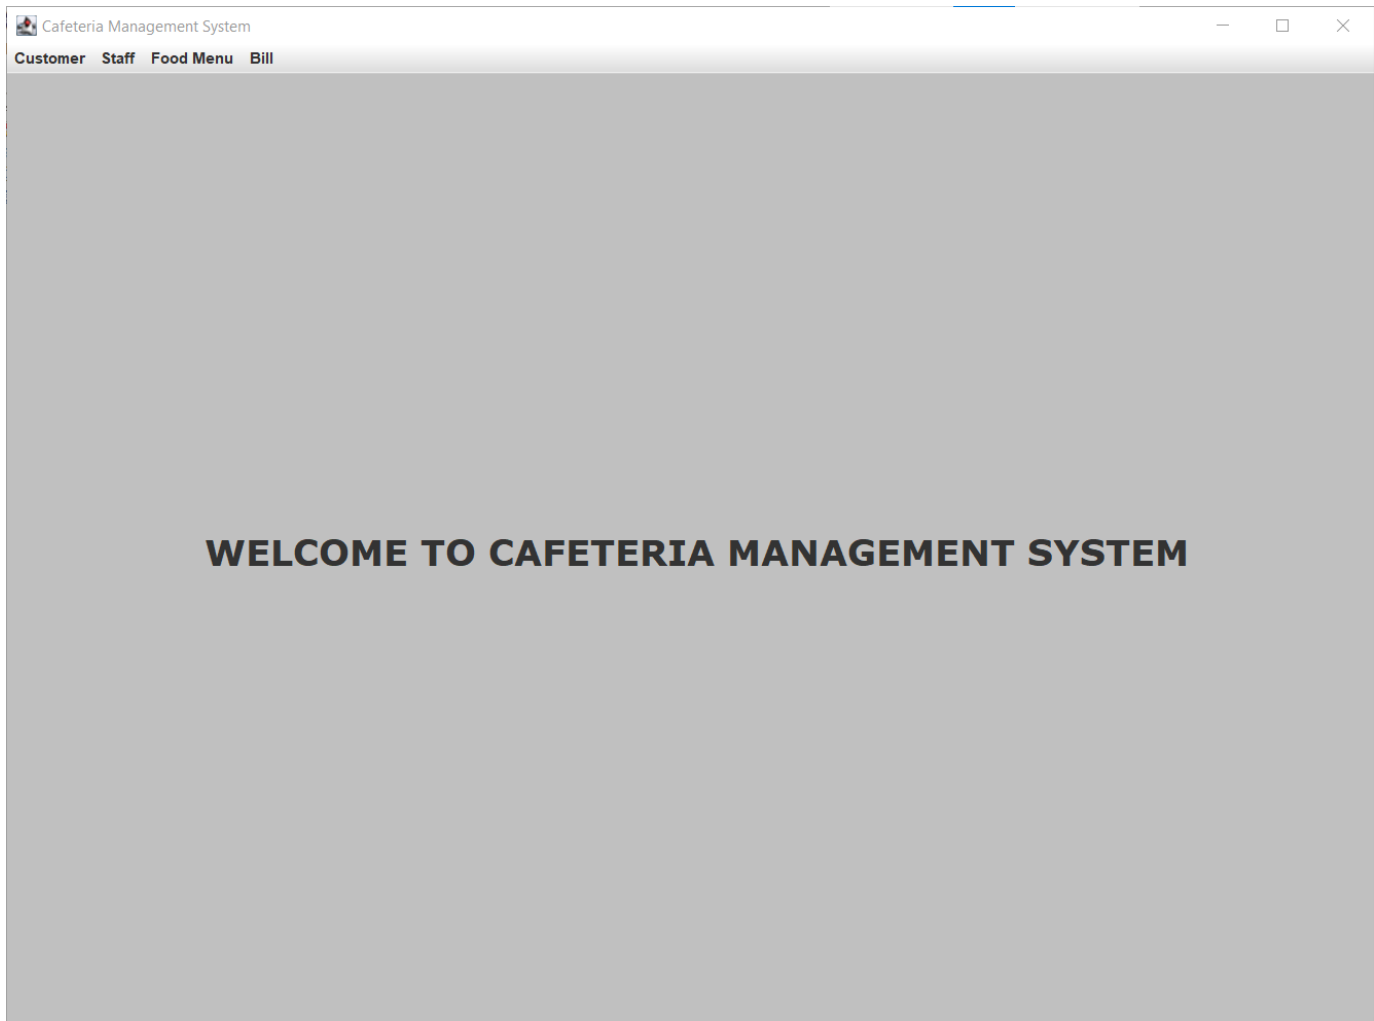 Cafeteria Management System
Customer Staff Food Menu Bill
WELCOME TO CAFETERIA MANAGEMENT SYSTEM